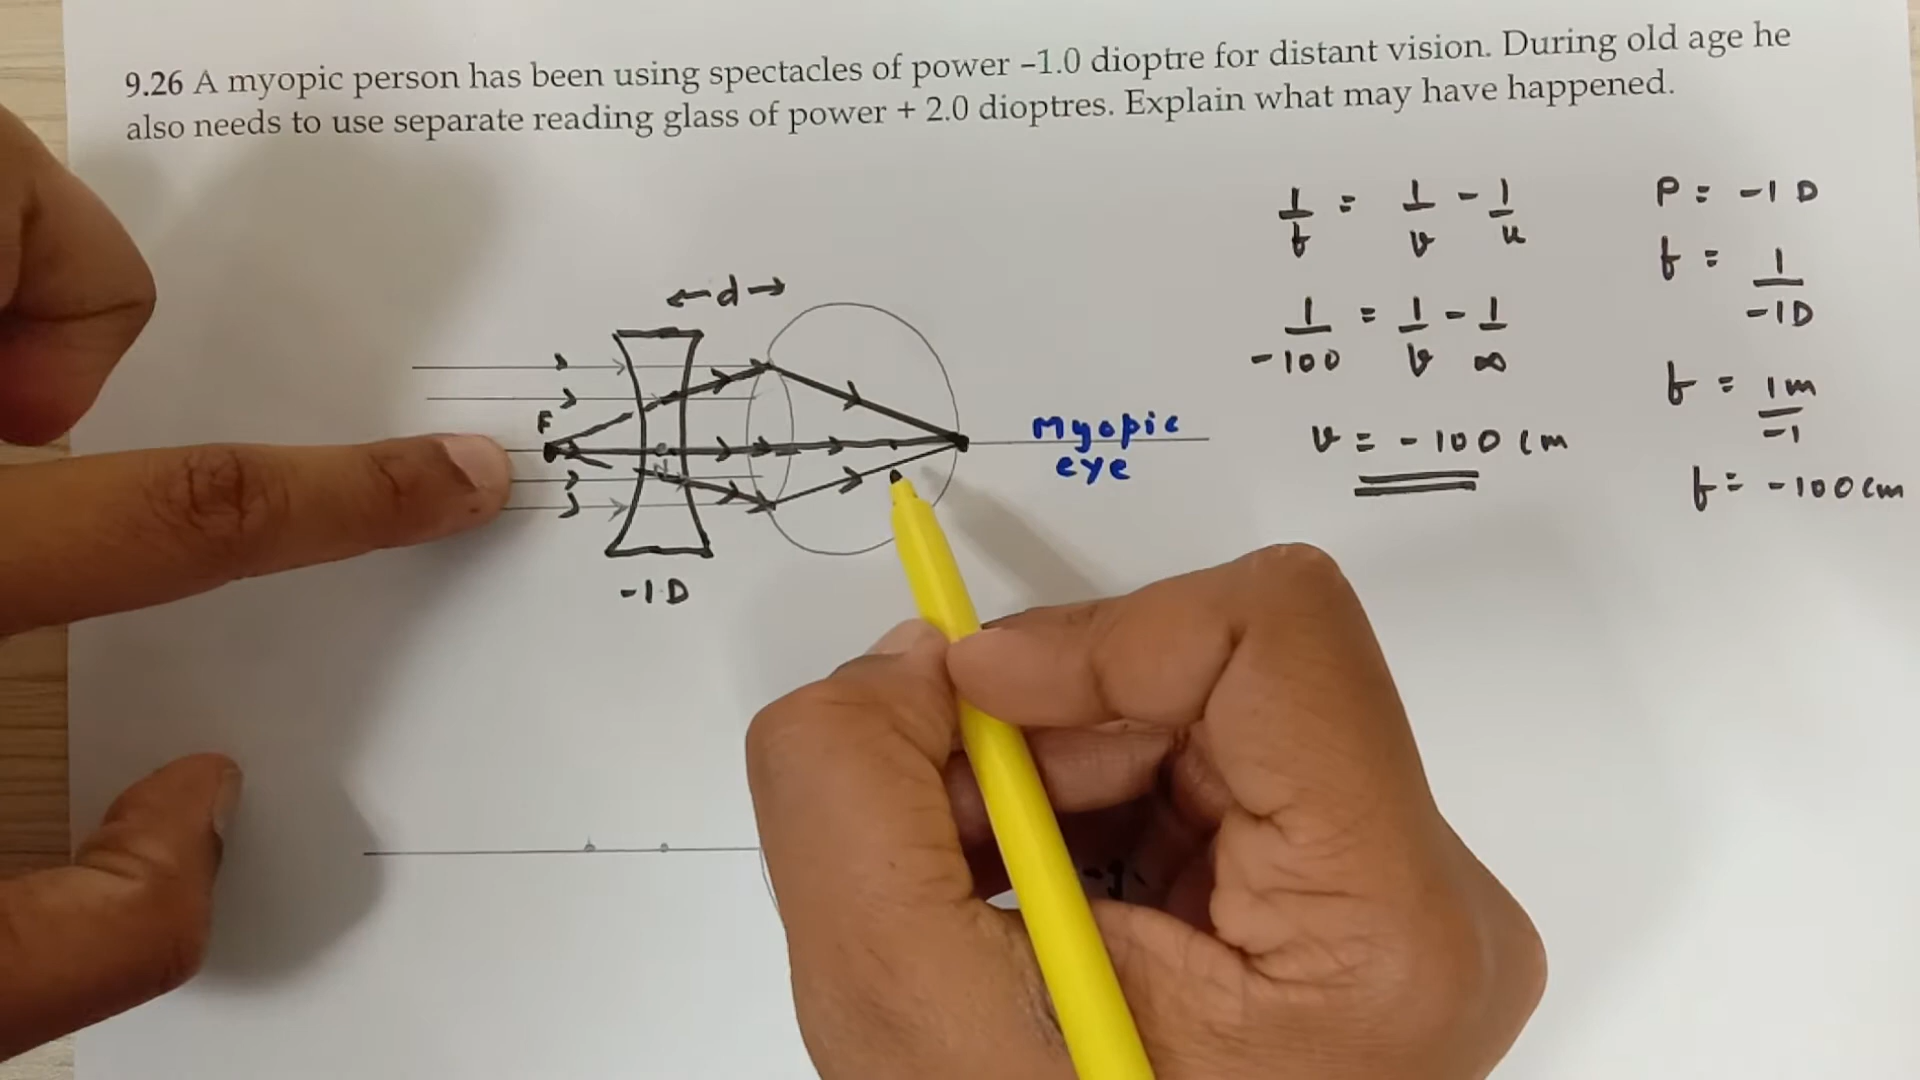 9.26 A myopic person has been using spectacles of power –1.0 dioptre for distant vision. During old age he
also needs to use separate reading glass of power + 2.0 dioptres. Explain what may have happened.
←d→
F
-1 D
Myopic
eye
1/f = 1/v - 1/u
1/-100 = 1/v - 1/∞
v = -100 cm
P = -1 D
f = 1/-1D
f = 1m/-1
f = -100cm